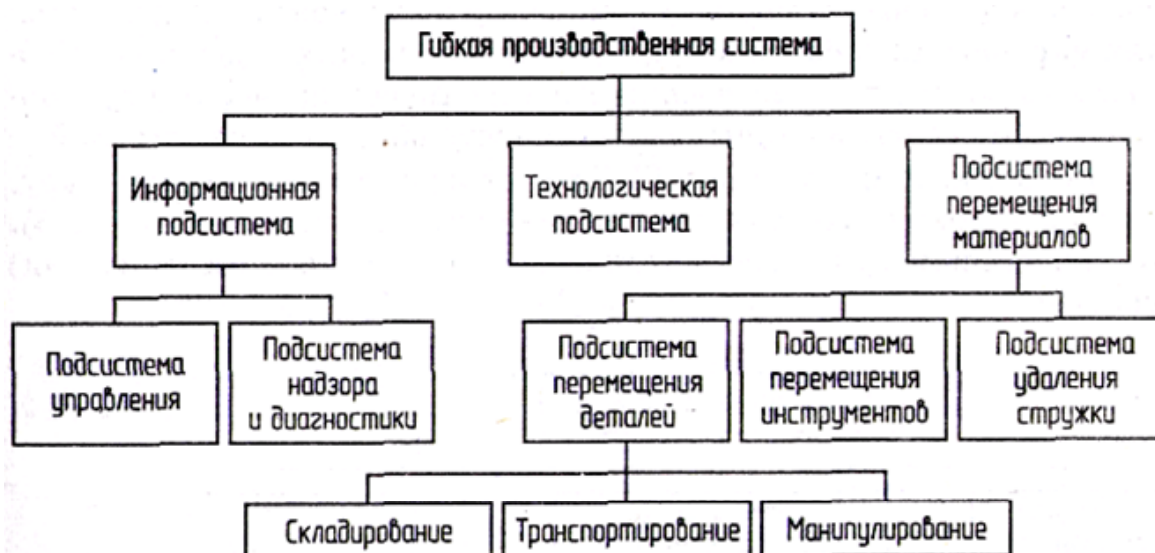 Гибкая производственная система
Информационная
подсистема
Технологическая
подсистема
Подсистема
перемещения
материалов
Подсистема
управления
Подсистема
надзора
и диагностики
Подсистема
перемещения
деталей
Подсистема
перемещения
инструментов
Подсистема
удаления
стружки
Складирование
Транспортирование
Манипулирование